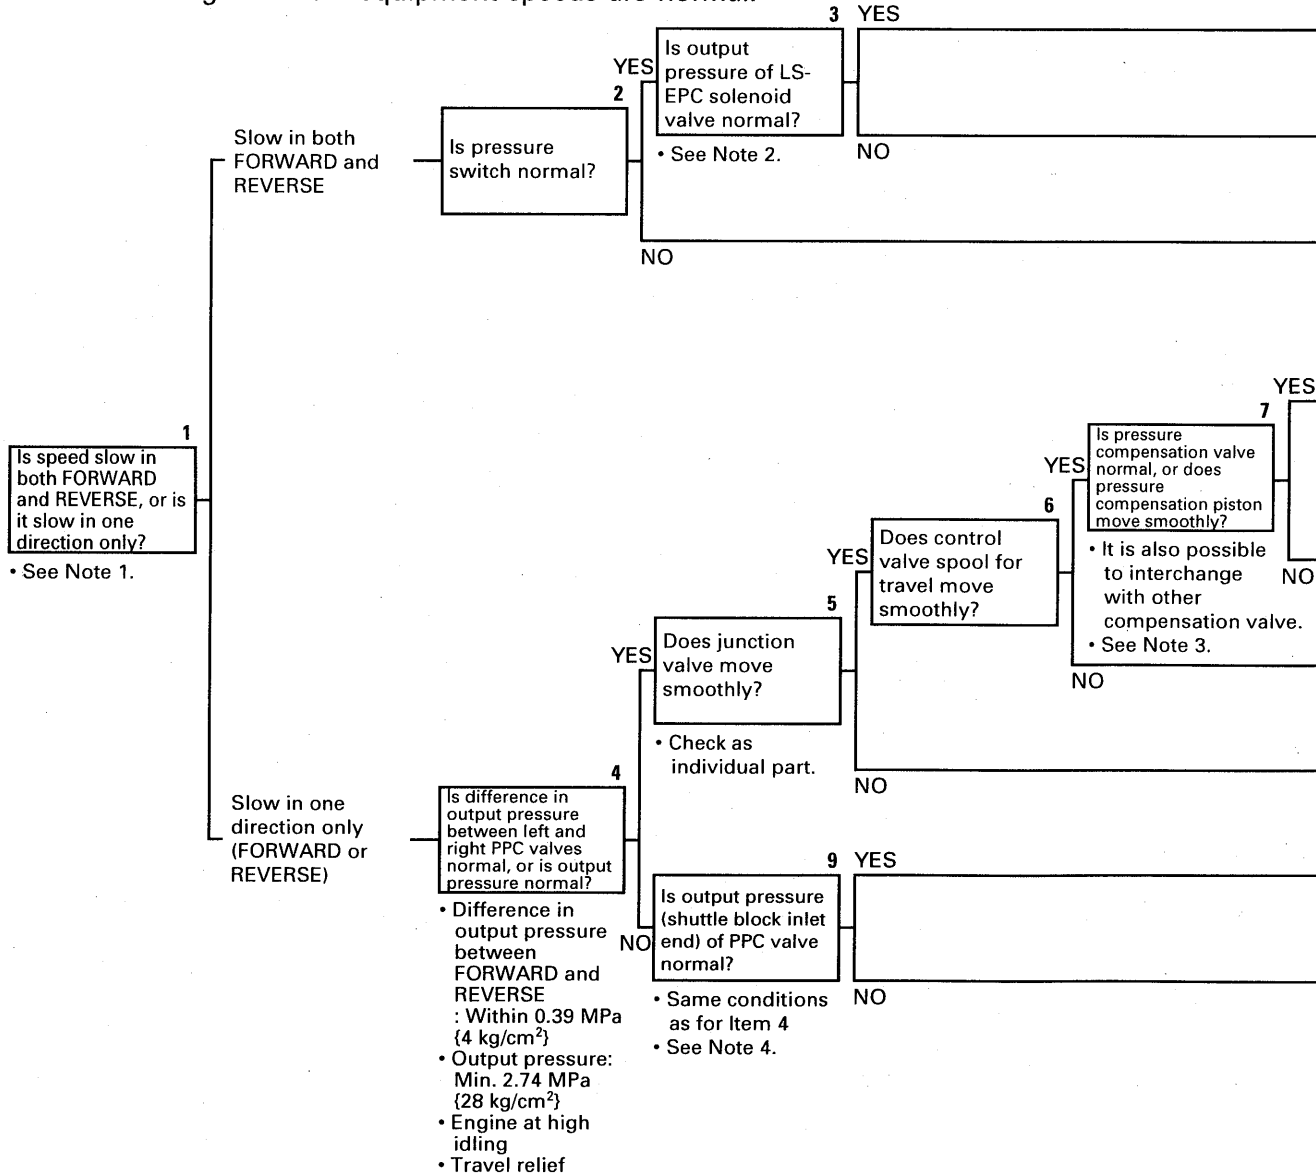 equipment speeds are normal.
3 YES
Is output
pressure of LS-
EPC solenoid
valve normal?
• See Note 2.
NO
YES
2
Is pressure
switch normal?
NO
Slow in both
FORWARD and
REVERSE
1
Is speed slow in
both FORWARD
and REVERSE, or is
it slow in one
direction only?
• See Note 1.
YES
7
Is pressure
compensation valve
normal, or does
pressure
compensation piston
move smoothly?
• It is also possible
to interchange
with other
compensation valve.
• See Note 3.
NO
YES
6
Does control
valve spool for
travel move
smoothly?
NO
YES
5
Does junction
valve move
smoothly?
• Check as
individual part.
NO
YES
4
Slow in one
direction only
(FORWARD or
REVERSE)
Is difference in
output pressure
between left and
right PPC valves
normal, or is output
pressure normal?
• Difference in
output pressure
between
FORWARD and
REVERSE
: Within 0.39 MPa
{4 kg/cm²}
• Output pressure:
Min. 2.74 MPa
{28 kg/cm²}
• Engine at high
idling
• Travel relief
NO
9 YES
Is output pressure
(shuttle block inlet
end) of PPC valve
normal?
• Same conditions
as for Item 4
• See Note 4.
NO